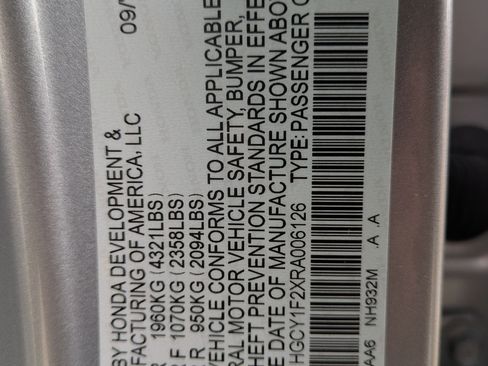 BY HONDA DEVELOPMENT & 09/
FACTURING OF AMERICA, LLC
R 1960KG (4321LBS)
R F 1070KG (2358LBS)
R 950KG (2094LBS)
VEHICLE CONFORMS TO ALL APPLICABLE
RAL MOTOR VEHICLE SAFETY, BUMPER,
HEFT PREVENTION STANDARDS IN EFFE
E DATE OF MANUFACTURE SHOWN ABOV
HGCY1F2XRA006126 TYPE:PASSENGER C
AA6 NH932M .A .A